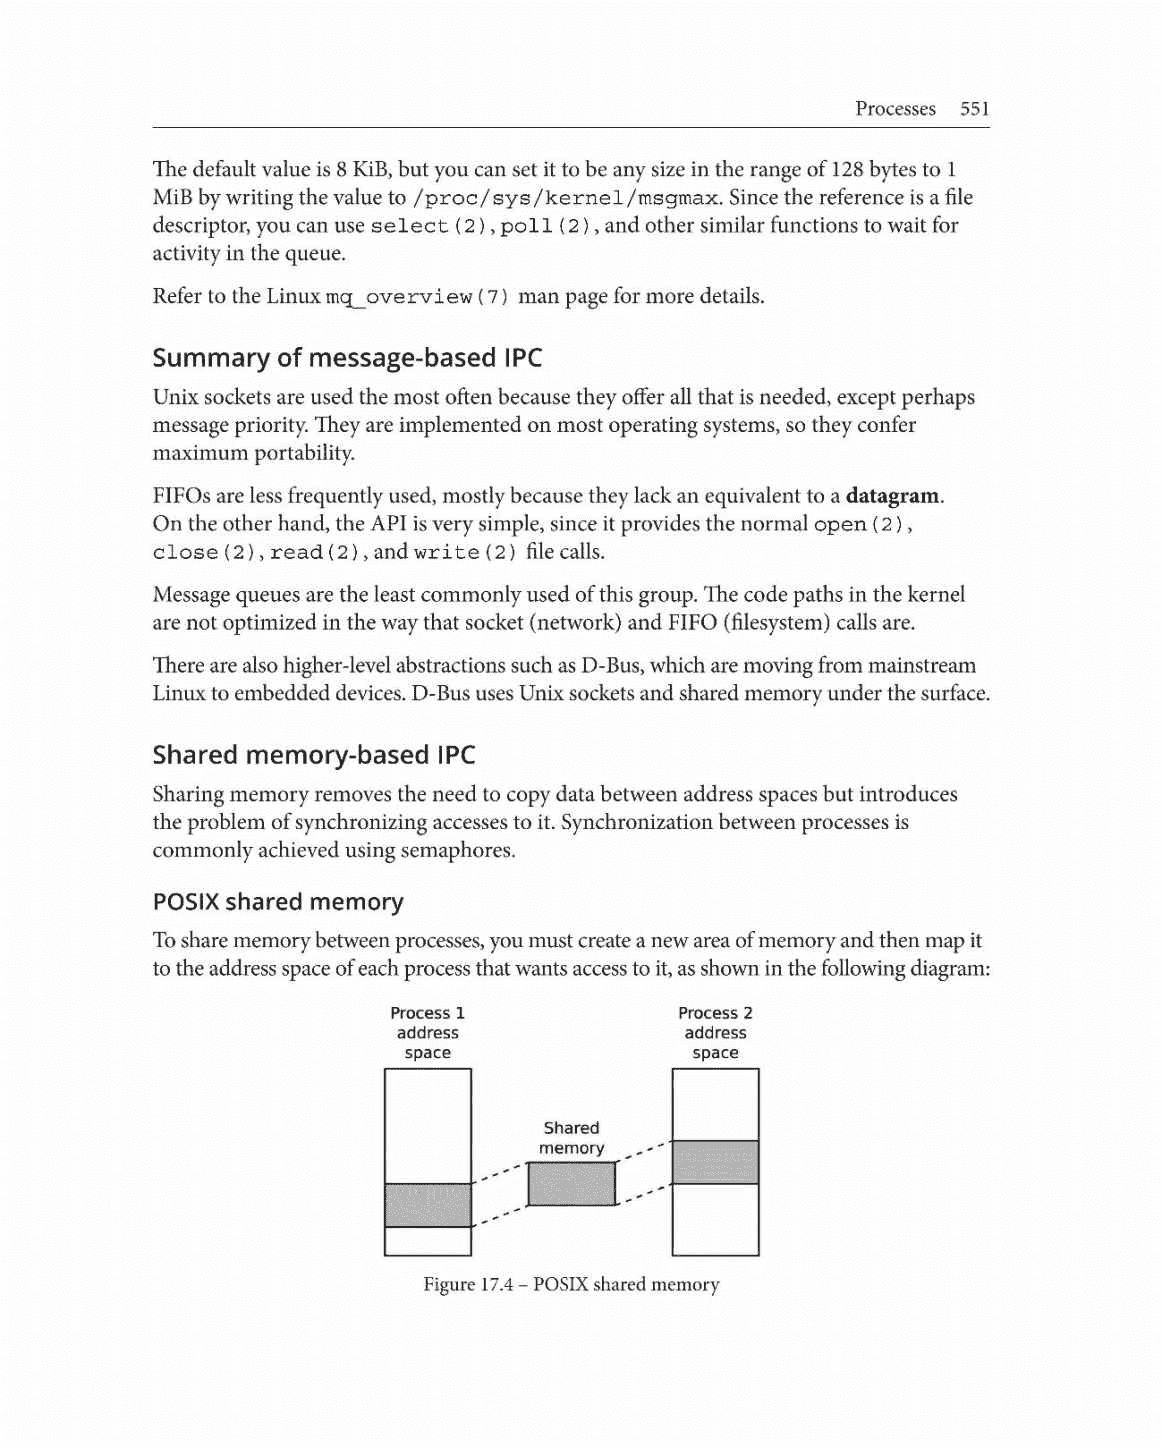 Processes 551
The default value is 8 KiB, but you can set it to be any size in the range of 128 bytes to 1
MiB by writing the value to /proc/sys/kernel/msgmax. Since the reference is a file
descriptor, you can use select(2), poll(2), and other similar functions to wait for
activity in the queue.
Refer to the Linux mq_overview(7) man page for more details.
Summary of message-based IPC
Unix sockets are used the most often because they offer all that is needed, except perhaps
message priority. They are implemented on most operating systems, so they confer
maximum portability.
FIFOs are less frequently used, mostly because they lack an equivalent to a datagram.
On the other hand, the API is very simple, since it provides the normal open(2),
close(2), read(2), and write(2) file calls.
Message queues are the least commonly used of this group. The code paths in the kernel
are not optimized in the way that socket (network) and FIFO (filesystem) calls are.
There are also higher-level abstractions such as D-Bus, which are moving from mainstream
Linux to embedded devices. D-Bus uses Unix sockets and shared memory under the surface.
Shared memory-based IPC
Sharing memory removes the need to copy data between address spaces but introduces
the problem of synchronizing accesses to it. Synchronization between processes is
commonly achieved using semaphores.
POSIX shared memory
To share memory between processes, you must create a new area of memory and then map it
to the address space of each process that wants access to it, as shown in the following diagram:
Process 1
address
space
Process 2
address
space
Shared
memory
Figure 17.4 – POSIX shared memory